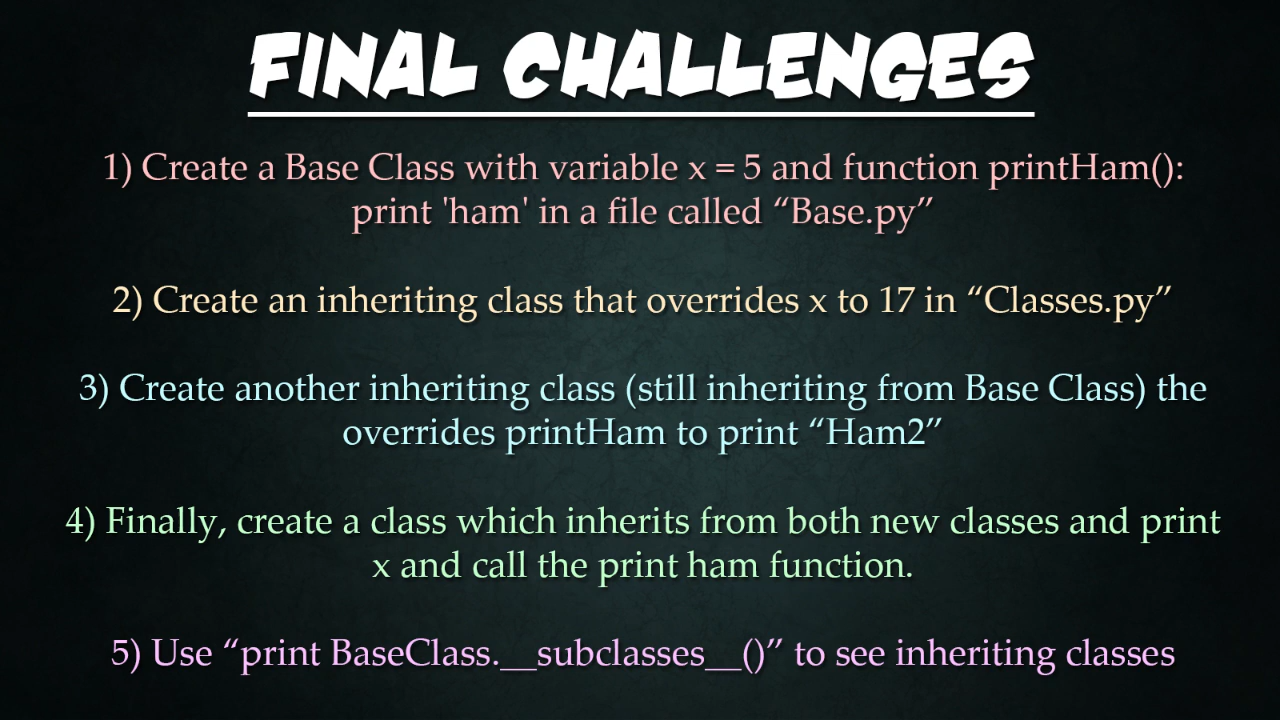 FINAL CHALLENGES
1) Create a Base Class with variable x = 5 and function printHam():
print 'ham' in a file called “Base.py”
2) Create an inheriting class that overrides x to 17 in “Classes.py”
3) Create another inheriting class (still inheriting from Base Class) the
overrides printHam to print “Ham2”
4) Finally, create a class which inherits from both new classes and print
x and call the print ham function.
5) Use “print BaseClass.__subclasses__()” to see inheriting classes